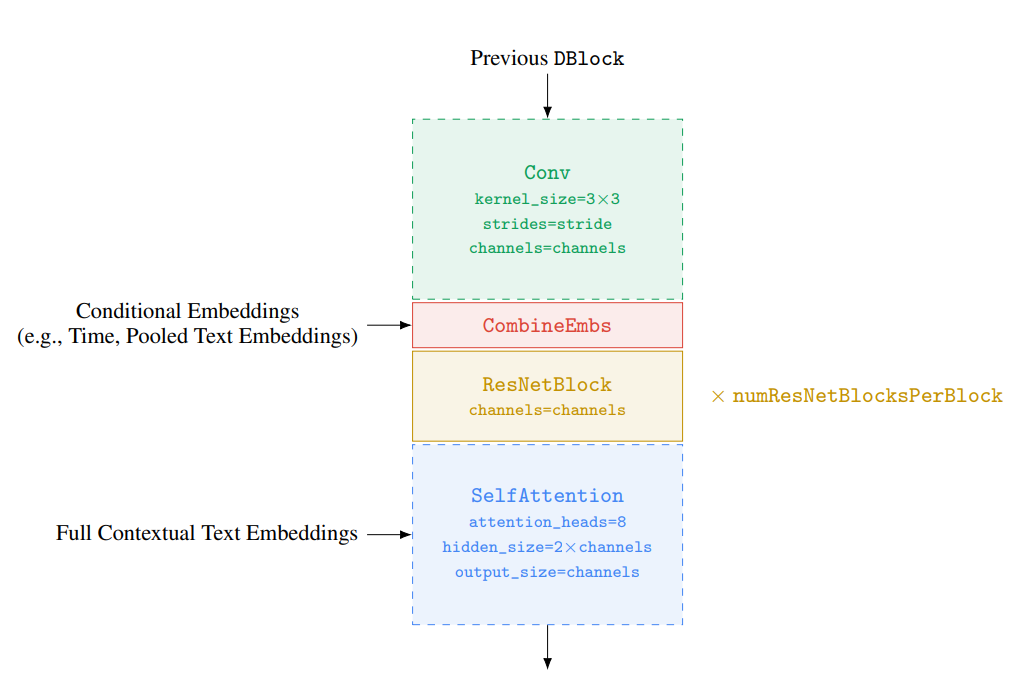 Previous DBlock
Conv
kernel_size=3×3
strides=stride
channels=channels
Conditional Embeddings
(e.g., Time, Pooled Text Embeddings)
CombineEmbs
ResNetBlock
channels=channels
× numResNetBlocksPerBlock
SelfAttention
attention_heads=8
hidden_size=2×channels
output_size=channels
Full Contextual Text Embeddings